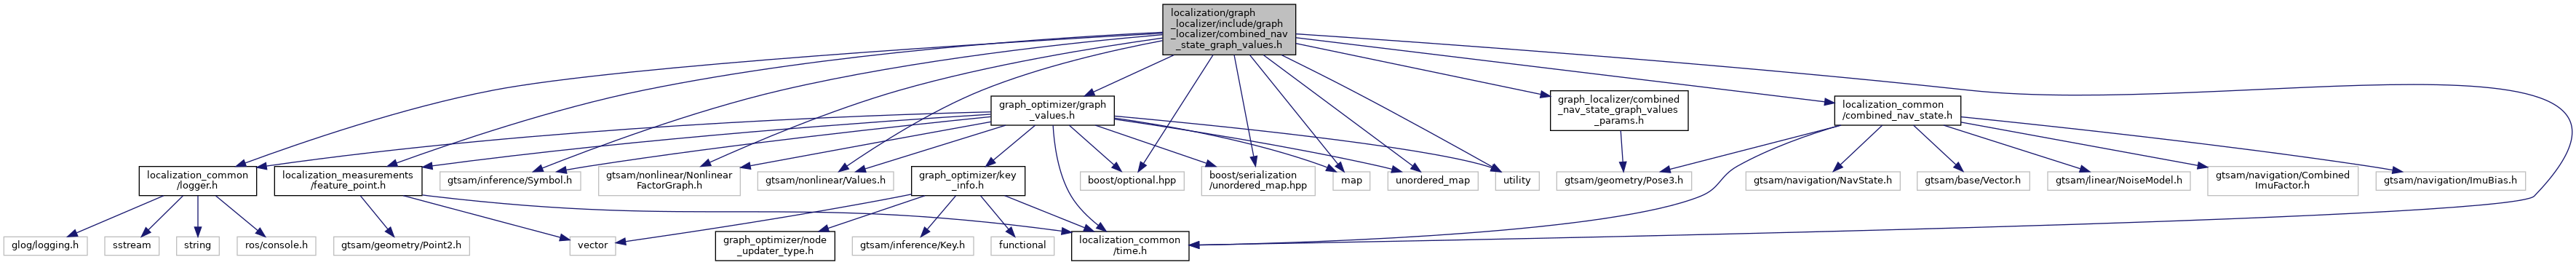 localization/graph
_localizer/include/graph
_localizer/combined_nav
_state_graph_values.h
graph_optimizer/graph
_values.h
graph_localizer/combined
_nav_state_graph_values
_params.h
localization_common
/combined_nav_state.h
localization_common
/logger.h
localization_measurements
/feature_point.h
gtsam/inference/Symbol.h
gtsam/nonlinear/Nonlinear
FactorGraph.h
gtsam/nonlinear/Values.h
graph_optimizer/key
_info.h
boost/optional.hpp
boost/serialization
/unordered_map.hpp
map
unordered_map
utility
gtsam/geometry/Pose3.h
gtsam/navigation/NavState.h
gtsam/base/Vector.h
gtsam/linear/NoiseModel.h
gtsam/navigation/Combined
ImuFactor.h
gtsam/navigation/ImuBias.h
glog/logging.h
sstream
string
ros/console.h
gtsam/geometry/Point2.h
vector
graph_optimizer/node
_updater_type.h
gtsam/inference/Key.h
functional
localization_common
/time.h